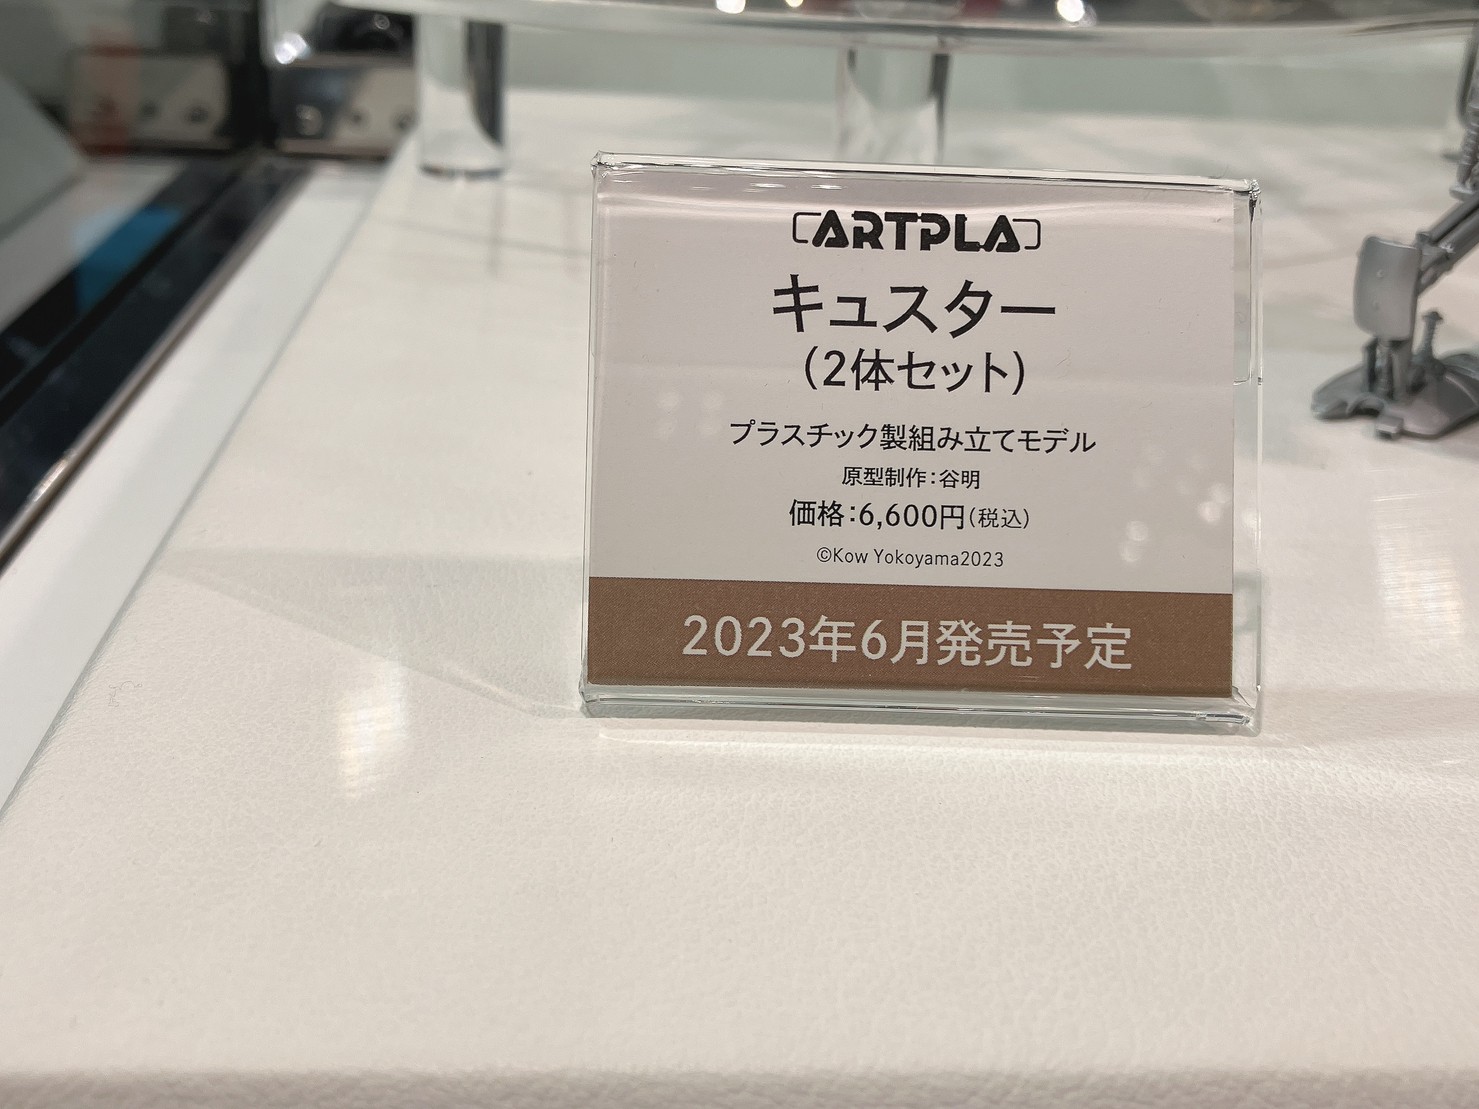 ARTPLA
キュスター
(2体セット)
プラスチック製組み立てモデル
原型制作:谷明
価格:6,600円(税込)
©Kow Yokoyama2023
2023年6月発売予定